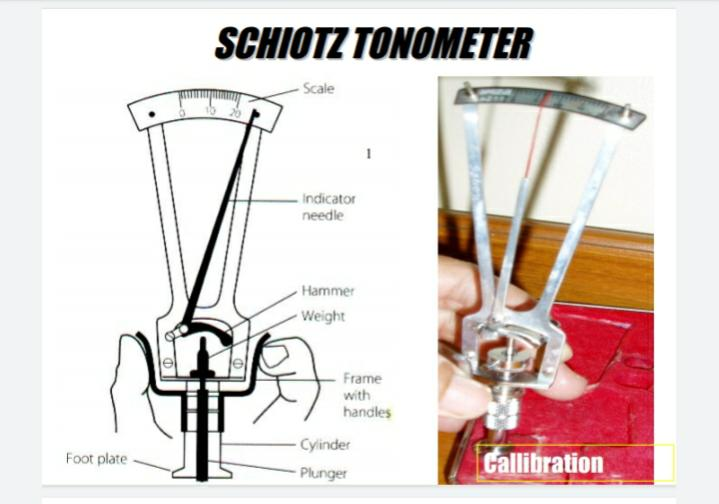 SCHIOTZ TONOMETER
Scale
0 10 20
1
Indicator
needle
Hammer
Weight
Frame
with
handles
Cylinder
Foot plate
Plunger
Callibration